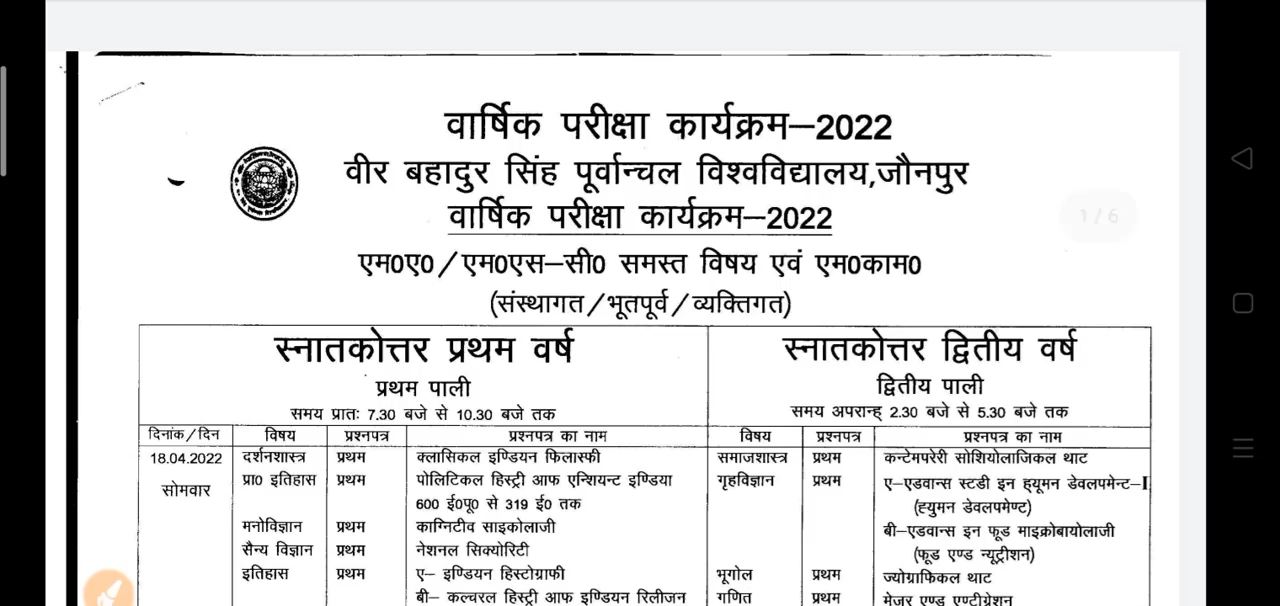 वार्षिक परीक्षा कार्यक्रम–2022
वीर बहादुर सिंह पूर्वान्चल विश्वविद्यालय,जौनपुर
वार्षिक परीक्षा कार्यक्रम–2022
1/6
एम0ए0/एम0एस–सी0 समस्त विषय एवं एम0काम0
(संस्थागत/भूतपूर्व/व्यक्तिगत)
स्नातकोत्तर प्रथम वर्ष स्नातकोत्तर द्वितीय वर्ष
प्रथम पाली द्वितीय पाली
समय प्रातः 7.30 बजे से 10.30 बजे तक समय अपरान्ह् 2.30 बजे से 5.30 बजे तक
दिनांक/दिन विषय प्रश्नपत्र प्रश्नपत्र का नाम विषय प्रश्नपत्र प्रश्नपत्र का नाम
18.04.2022 दर्शनशास्त्र प्रथम क्लासिकल इण्डियन फिलास्फी समाजशास्त्र प्रथम कन्टेमपरेरी सोशियोलाजिकल थाट
सोमवार प्रा0 इतिहास प्रथम पोलिटिकल हिस्ट्री आफ एन्शियन्ट इण्डिया गृहविज्ञान प्रथम ए–एडवान्स स्टडी इन ह्यूमन डेवलपमेन्ट–I
600 ई0पू0 से 319 ई0 तक (ह्युमन डेवलपमेण्ट)
मनोविज्ञान प्रथम काग्निटीव साइकोलाजी बी–एडवान्स इन फूड माइक्रोबायोलाजी
सैन्य विज्ञान प्रथम नेशनल सिक्योरिटी (फूड एण्ड न्यूट्रीशन)
इतिहास प्रथम ए– इण्डियन हिस्टोग्राफी भूगोल प्रथम ज्योग्राफिकल थाट
बी– कल्चरल हिस्ट्री आफ इण्डियन रिलीजन गणित प्रथम मेजर एण्ड एण्टीग्रेशन